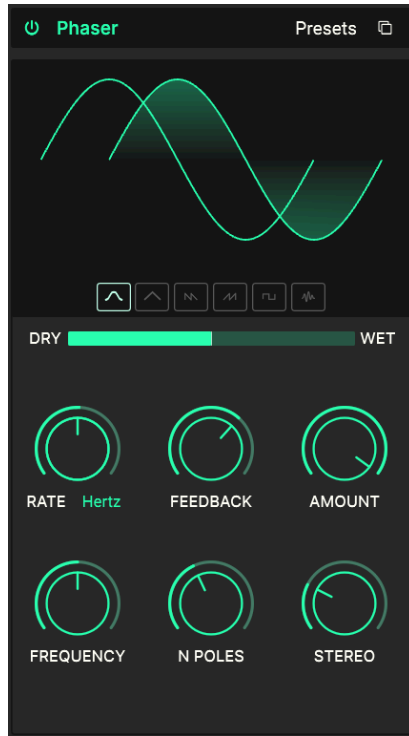 Phaser Presets
DRY WET
RATE Hertz FEEDBACK AMOUNT
FREQUENCY N POLES STEREO